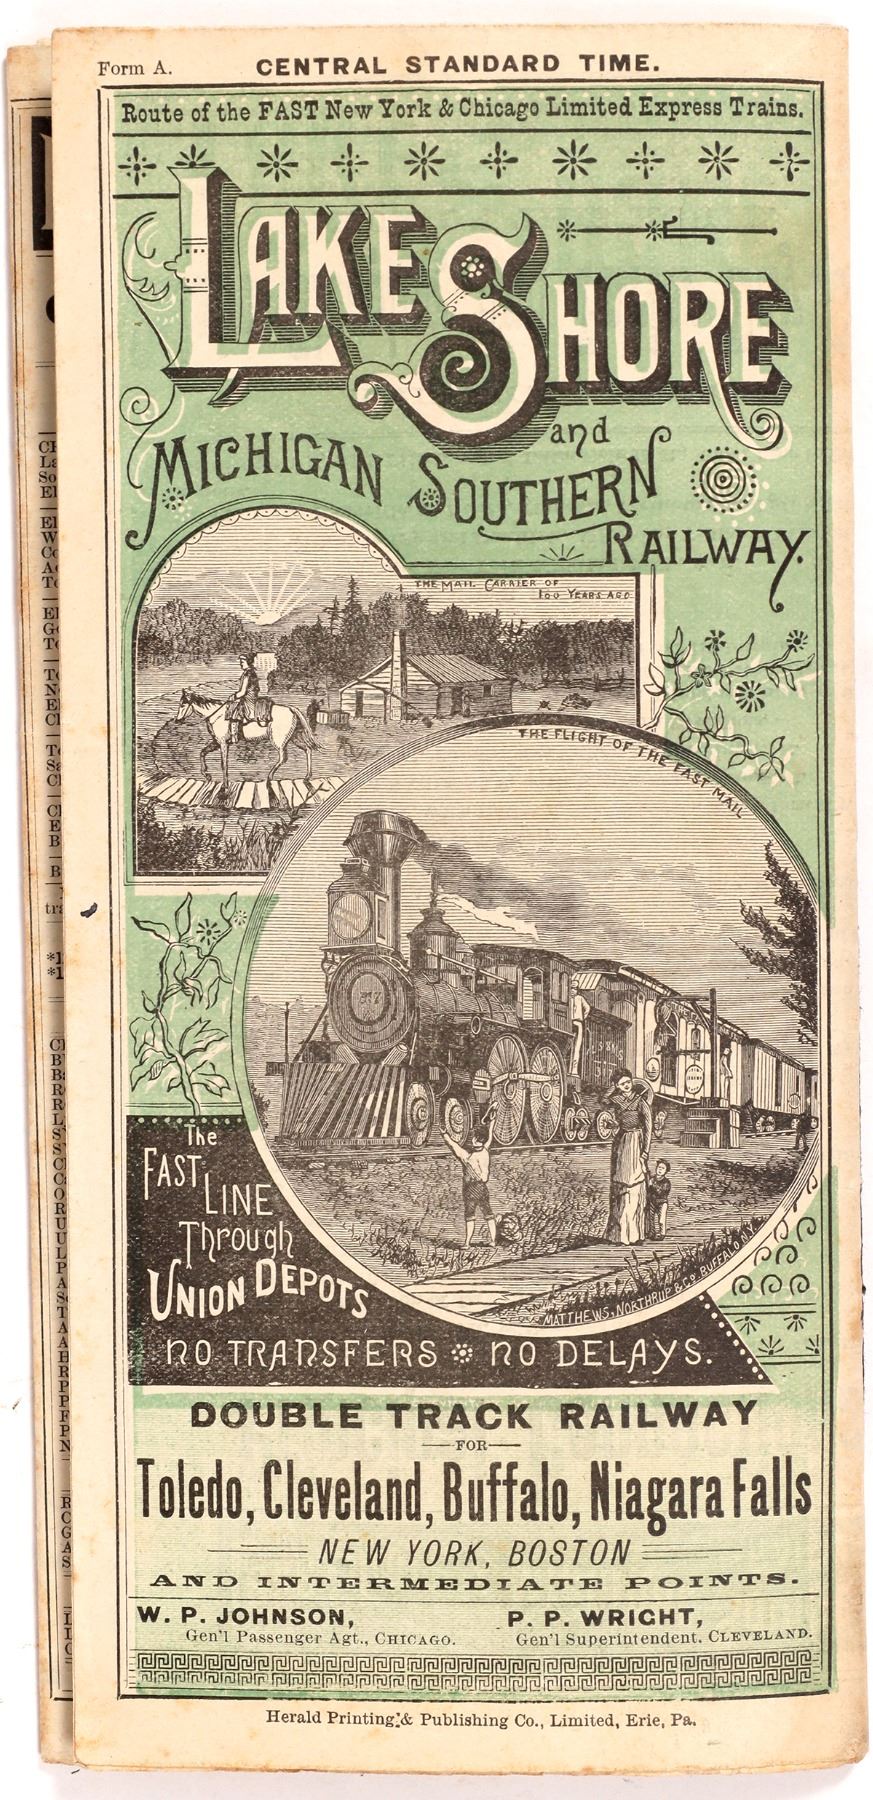 Form A. CENTRAL STANDARD TIME.
Route of the FAST New York & Chicago Limited Express Trains.
LAKE SHORE
and
MICHIGAN SOUTHERN
RAILWAY.
THE MAIL CARRIER OF
100 YEARS AGO
THE FLIGHT OF THE FAST MAIL
317
The
FAST
LINE
Through
UNION DEPOTS
MATTHEWS, NORTHRUP & CO. BUFFALO N.Y.
NO TRANSFERS NO DELAYS.
DOUBLE TRACK RAILWAY
FOR
Toledo, Cleveland, Buffalo, Niagara Falls
NEW YORK, BOSTON
AND INTERMEDIATE POINTS.
W. P. JOHNSON, P. P. WRIGHT,
Gen'l Passenger Agt., CHICAGO. Gen'l Superintendent. CLEVELAND.
Herald Printing & Publishing Co., Limited, Erie, Pa.